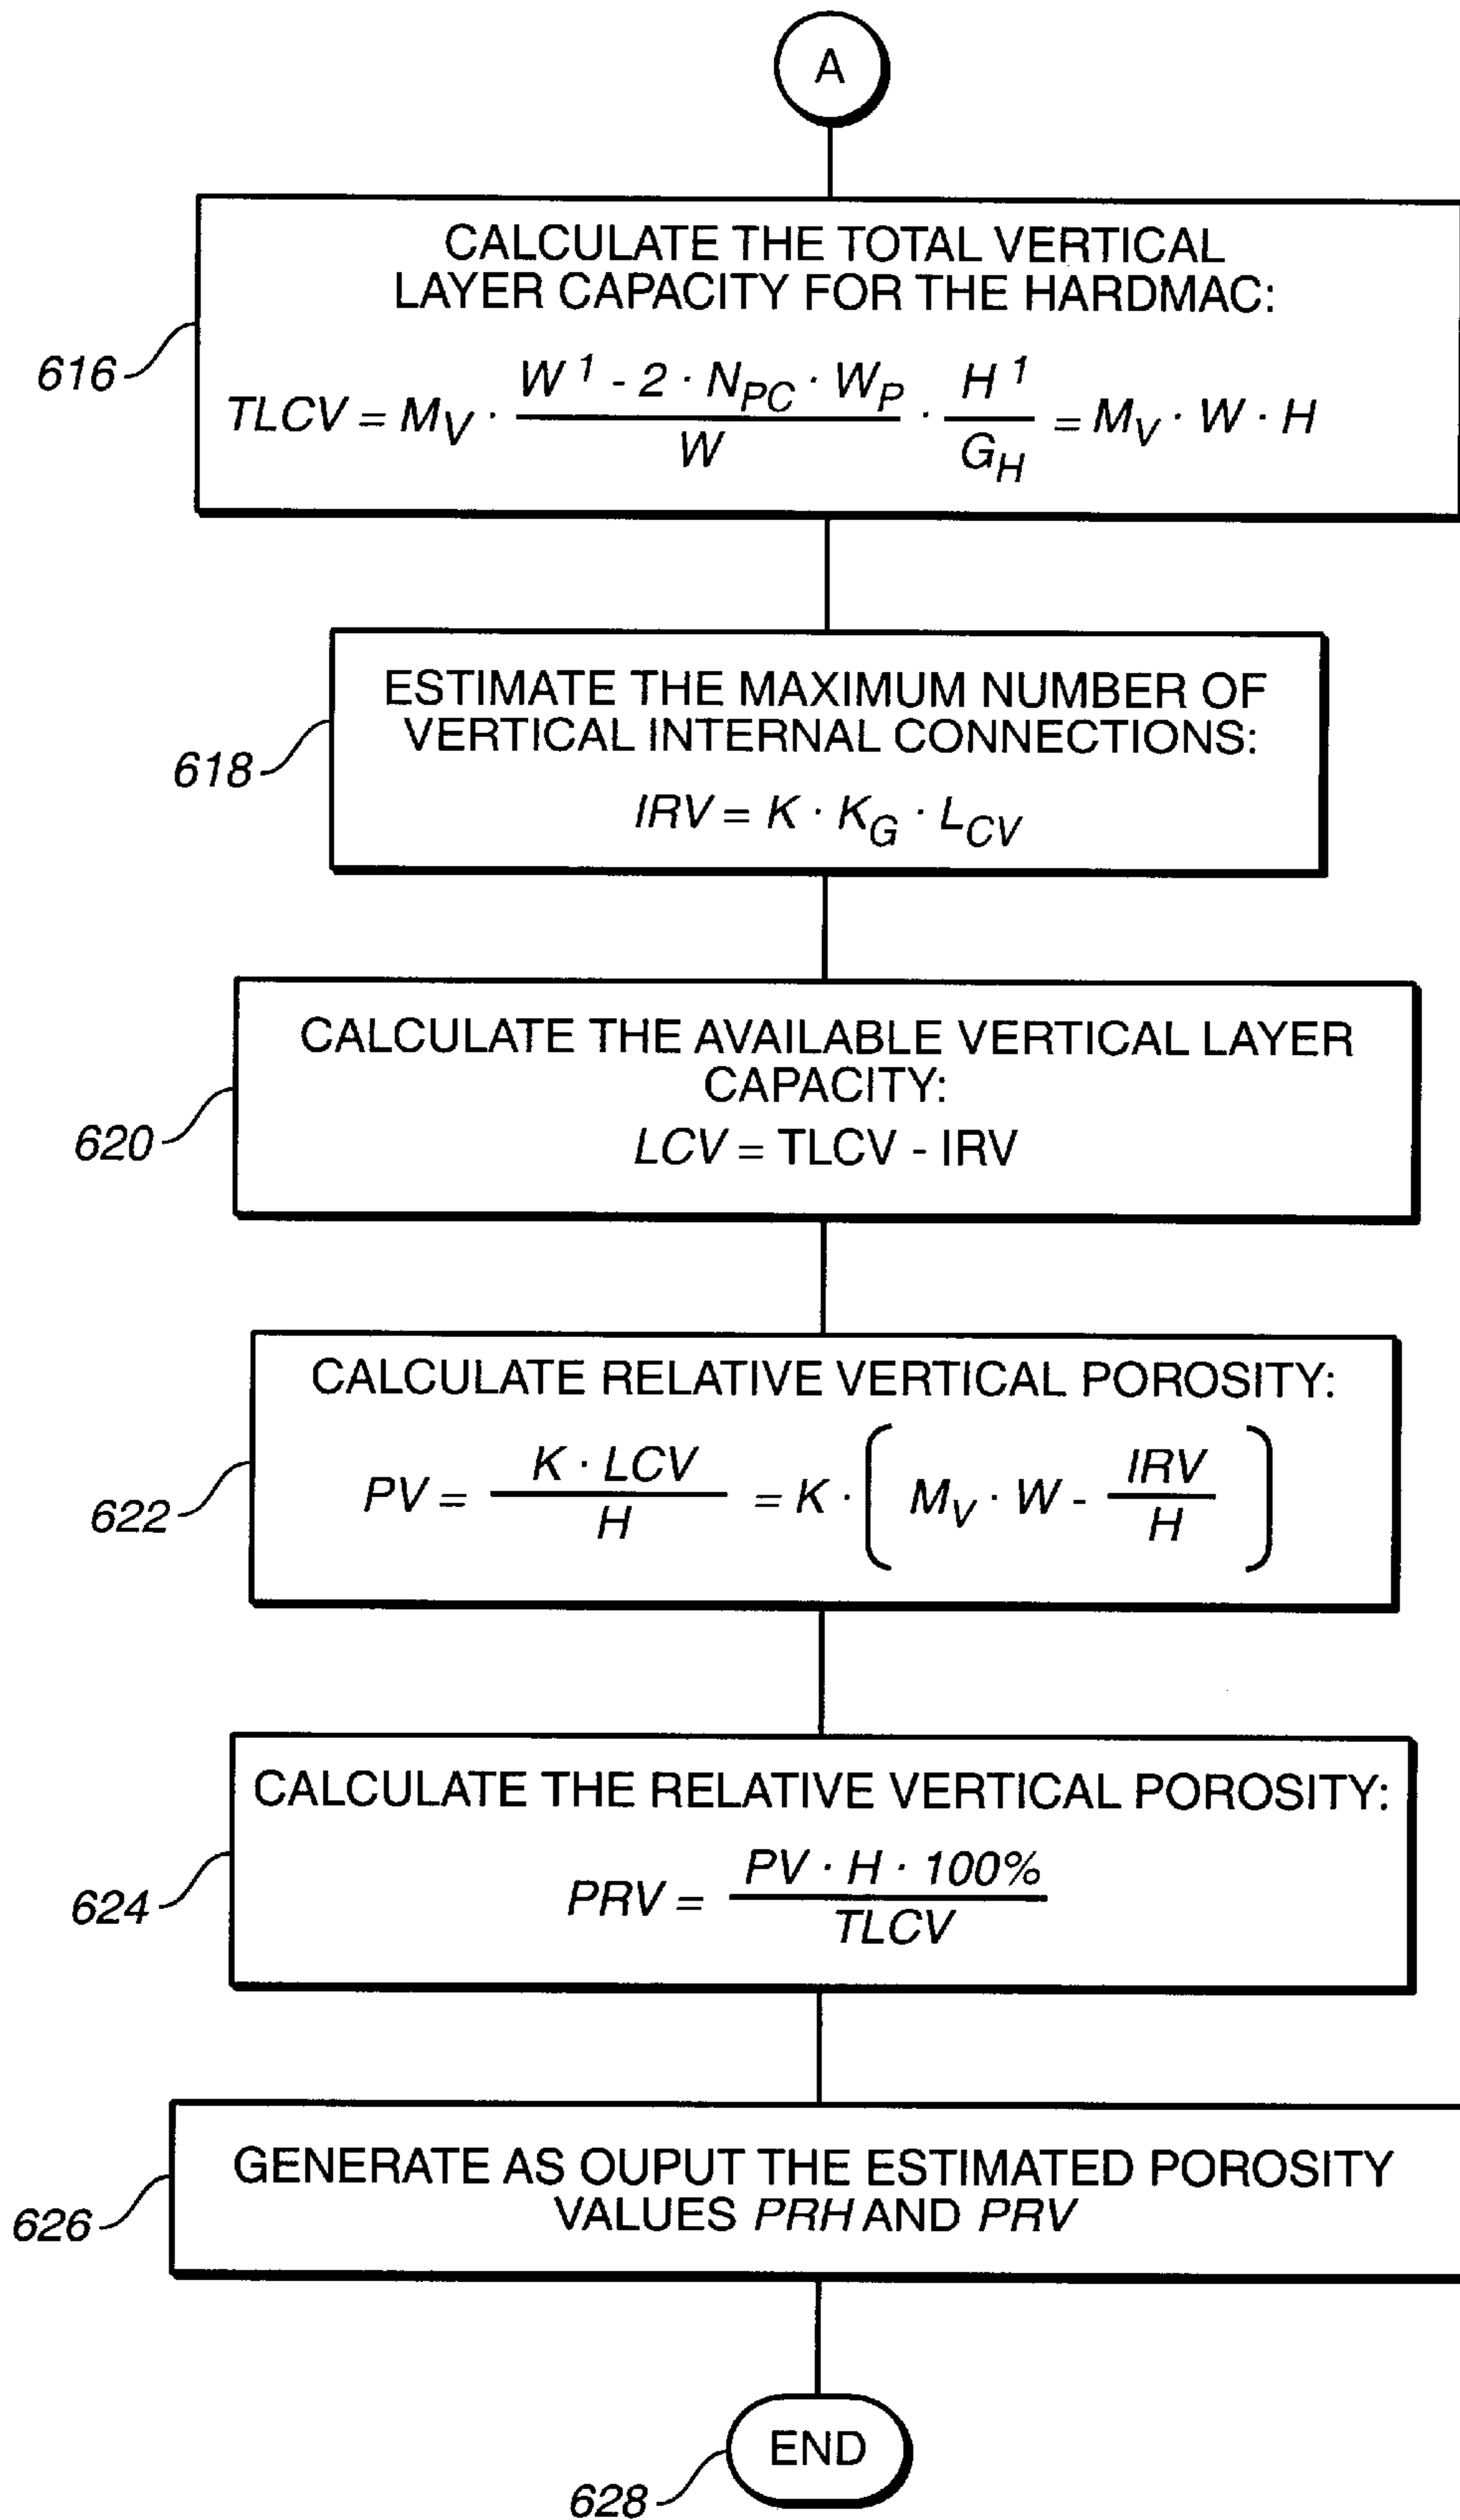 A
CALCULATE THE TOTAL VERTICAL
LAYER CAPACITY FOR THE HARDMAC:
616
TLCV = M_V · (W^1 - 2 · N_PC · W_P) / W · H^1 / G_H = M_V · W · H
ESTIMATE THE MAXIMUM NUMBER OF
VERTICAL INTERNAL CONNECTIONS:
618
IRV = K · K_G · L_CV
CALCULATE THE AVAILABLE VERTICAL LAYER
CAPACITY:
620
LCV = TLCV - IRV
CALCULATE RELATIVE VERTICAL POROSITY:
622
PV = K · LCV / H = K · ( M_V · W - IRV / H )
CALCULATE THE RELATIVE VERTICAL POROSITY:
624
PRV = PV · H · 100% / TLCV
GENERATE AS OUPUT THE ESTIMATED POROSITY
VALUES PRH AND PRV
626
END
628